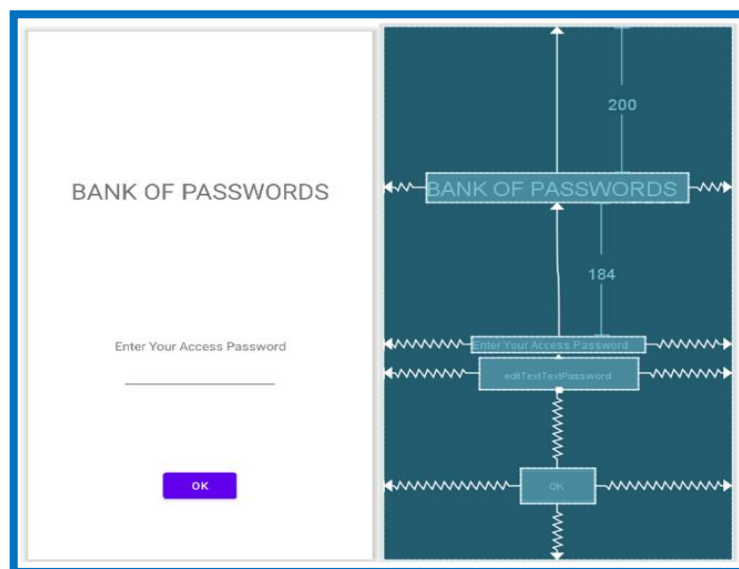 BANK OF PASSWORDS
Enter Your Access Password
OK
200
BANK OF PASSWORDS
184
Enter Your Access Password
editTextTextPassword
OK